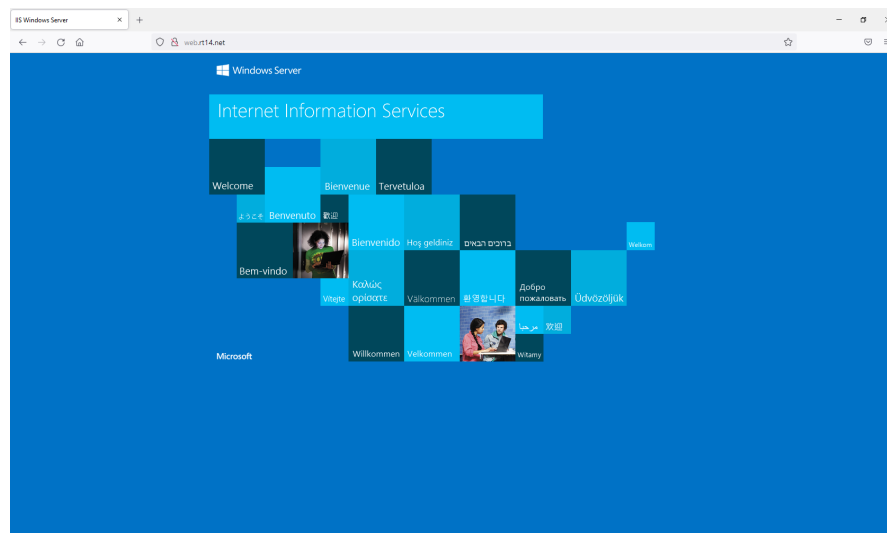 IIS Windows Server
web.rt14.net
Windows Server
Internet Information Services
Welcome
Bienvenue
Tervetuloa
ようこそ
Benvenuto
歡迎
Bienvenido
Hoş geldiniz
ברוכים הבאים
Welkom
Bem-vindo
Vítejte
Καλώς
ορίσατε
Välkommen
환영합니다
Добро
пожаловать
Üdvözöljük
Microsoft
Willkommen
Velkommen
مرحبا
欢迎
Witamy